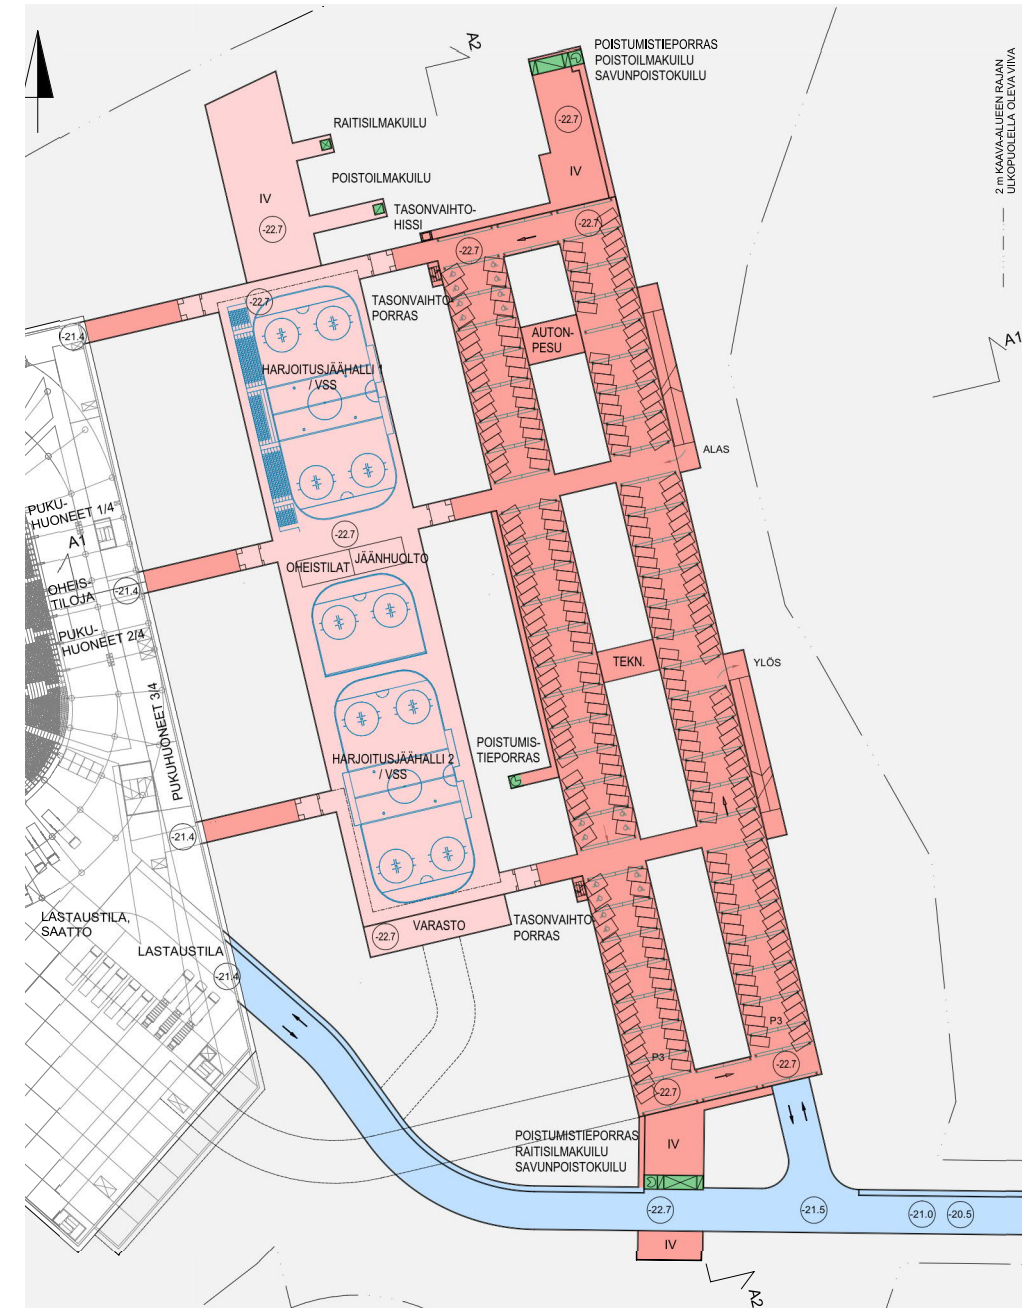 A2
POISTUMISTIEPORRAS
POISTOILMAKUILU
SAVUNPOISTOKUILU
2 m KAAVA-ALUEEN RAJAN
ULKOPUOLELLA OLEVA VIIVA
-22.7
RAITISILMAKUILU
IV
POISTOILMAKUILU
IV
-22.7
TASONVAIHTO-
HISSI
-22.7
-22.7
-22.7
TASONVAIHTO-
PORRAS
-21.4
AUTON-
PESU
A1
HARJOITUSJÄÄHALLI 1
/ VSS
ALAS
PUKU-
HUONEET 1/4
A1
-22.7
OHEISTILAT
JÄÄNHUOLTO
OHEIS-
TILOJA
-21.4
PUKU-
HUONEET 2/4
TEKN.
YLÖS
PUKUHUONEET 3/4
POISTUMIS-
TIEPORRAS
HARJOITUSJÄÄHALLI 2
/ VSS
-21.4
LASTAUSTILA,
SAATTO
VARASTO
-22.7
TASONVAIHTO-
PORRAS
LASTAUSTILA
-21.4
P3
P3
-22.7
-22.7
POISTUMISTIEPORRAS
RAITISILMAKUILU
SAVUNPOISTOKUILU
IV
-22.7
-21.5
-21.0
-20.5
IV
A2